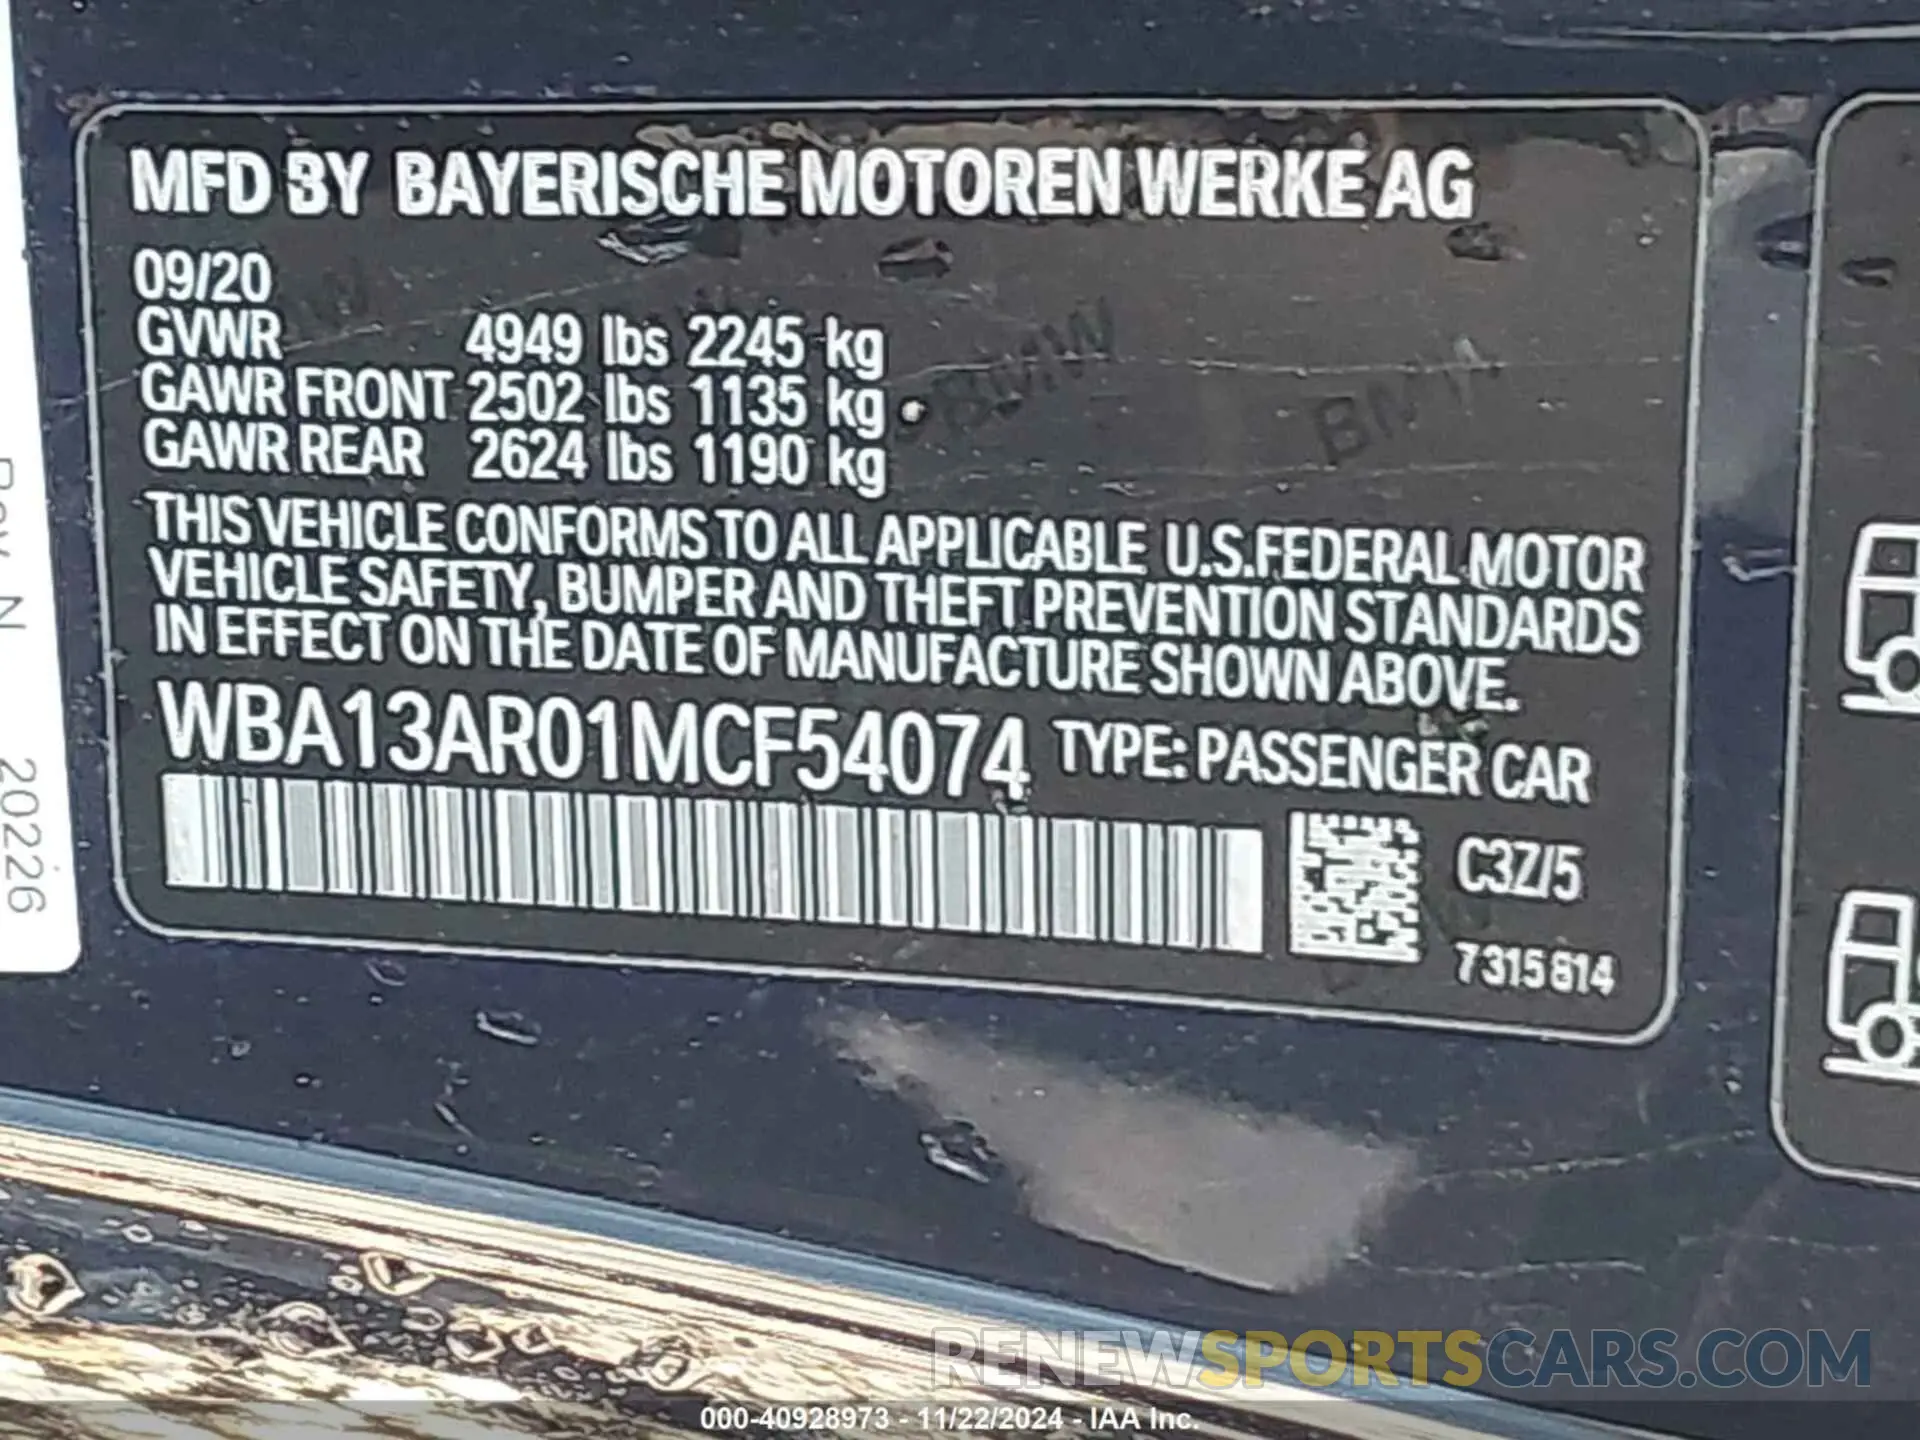 MFD BY BAYERISCHE MOTOREN WERKE AG
09/20
GVWR 4949 lbs 2245 kg
GAWR FRONT 2502 lbs 1135 kg
GAWR REAR 2624 lbs 1190 kg
THIS VEHICLE CONFORMS TO ALL APPLICABLE U.S.FEDERAL MOTOR
VEHICLE SAFETY, BUMPER AND THEFT PREVENTION STANDARDS
IN EFFECT ON THE DATE OF MANUFACTURE SHOWN ABOVE.
WBA13AR01MCF54074 TYPE: PASSENGER CAR
C3Z/5
7315814
BMW
BMW
20226
RENEWSPORTSCARS.COM
000-40928973 - 11/22/2024 - IAA Inc.